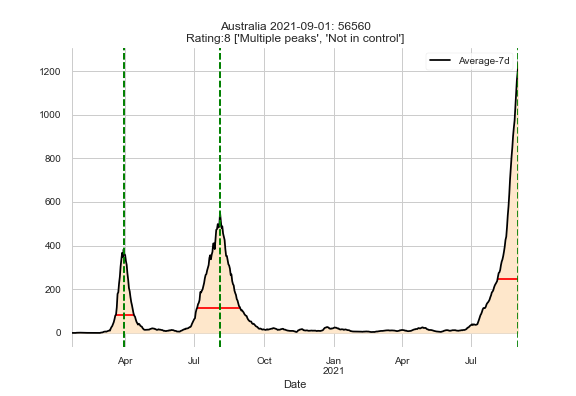 Australia 2021-09-01: 56560
Rating:8 ['Multiple peaks', 'Not in control']
Average-7d
1200
1000
800
600
400
200
0
Apr
Jul
Oct
Jan
2021
Apr
Jul
Date